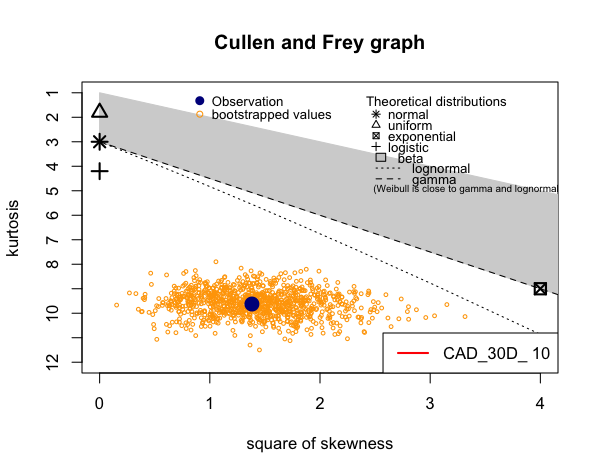 Cullen and Frey graph
Observation
bootstrapped values
Theoretical distributions
normal
uniform
exponential
logistic
beta
lognormal
gamma
(Weibull is close to gamma and lognormal
kurtosis
1
2
3
4
5
6
7
8
10
12
CAD_30D_ 10
0
1
2
3
4
square of skewness